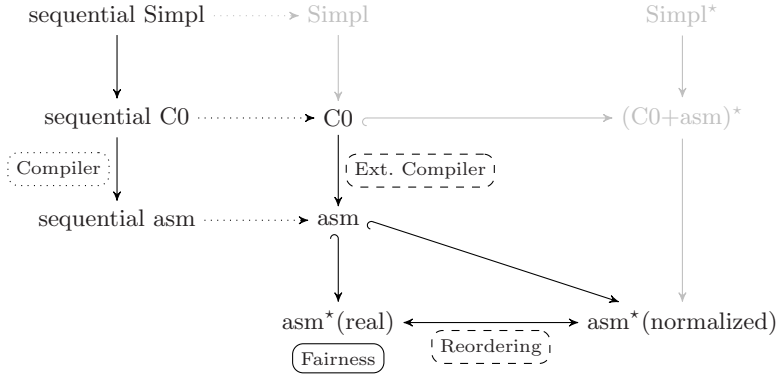 sequential Simpl Simpl Simpl⋆
sequential C0 C0 (C0+asm)⋆
Compiler Ext. Compiler
sequential asm asm
asm⋆(real) asm⋆(normalized)
Reordering
Fairness